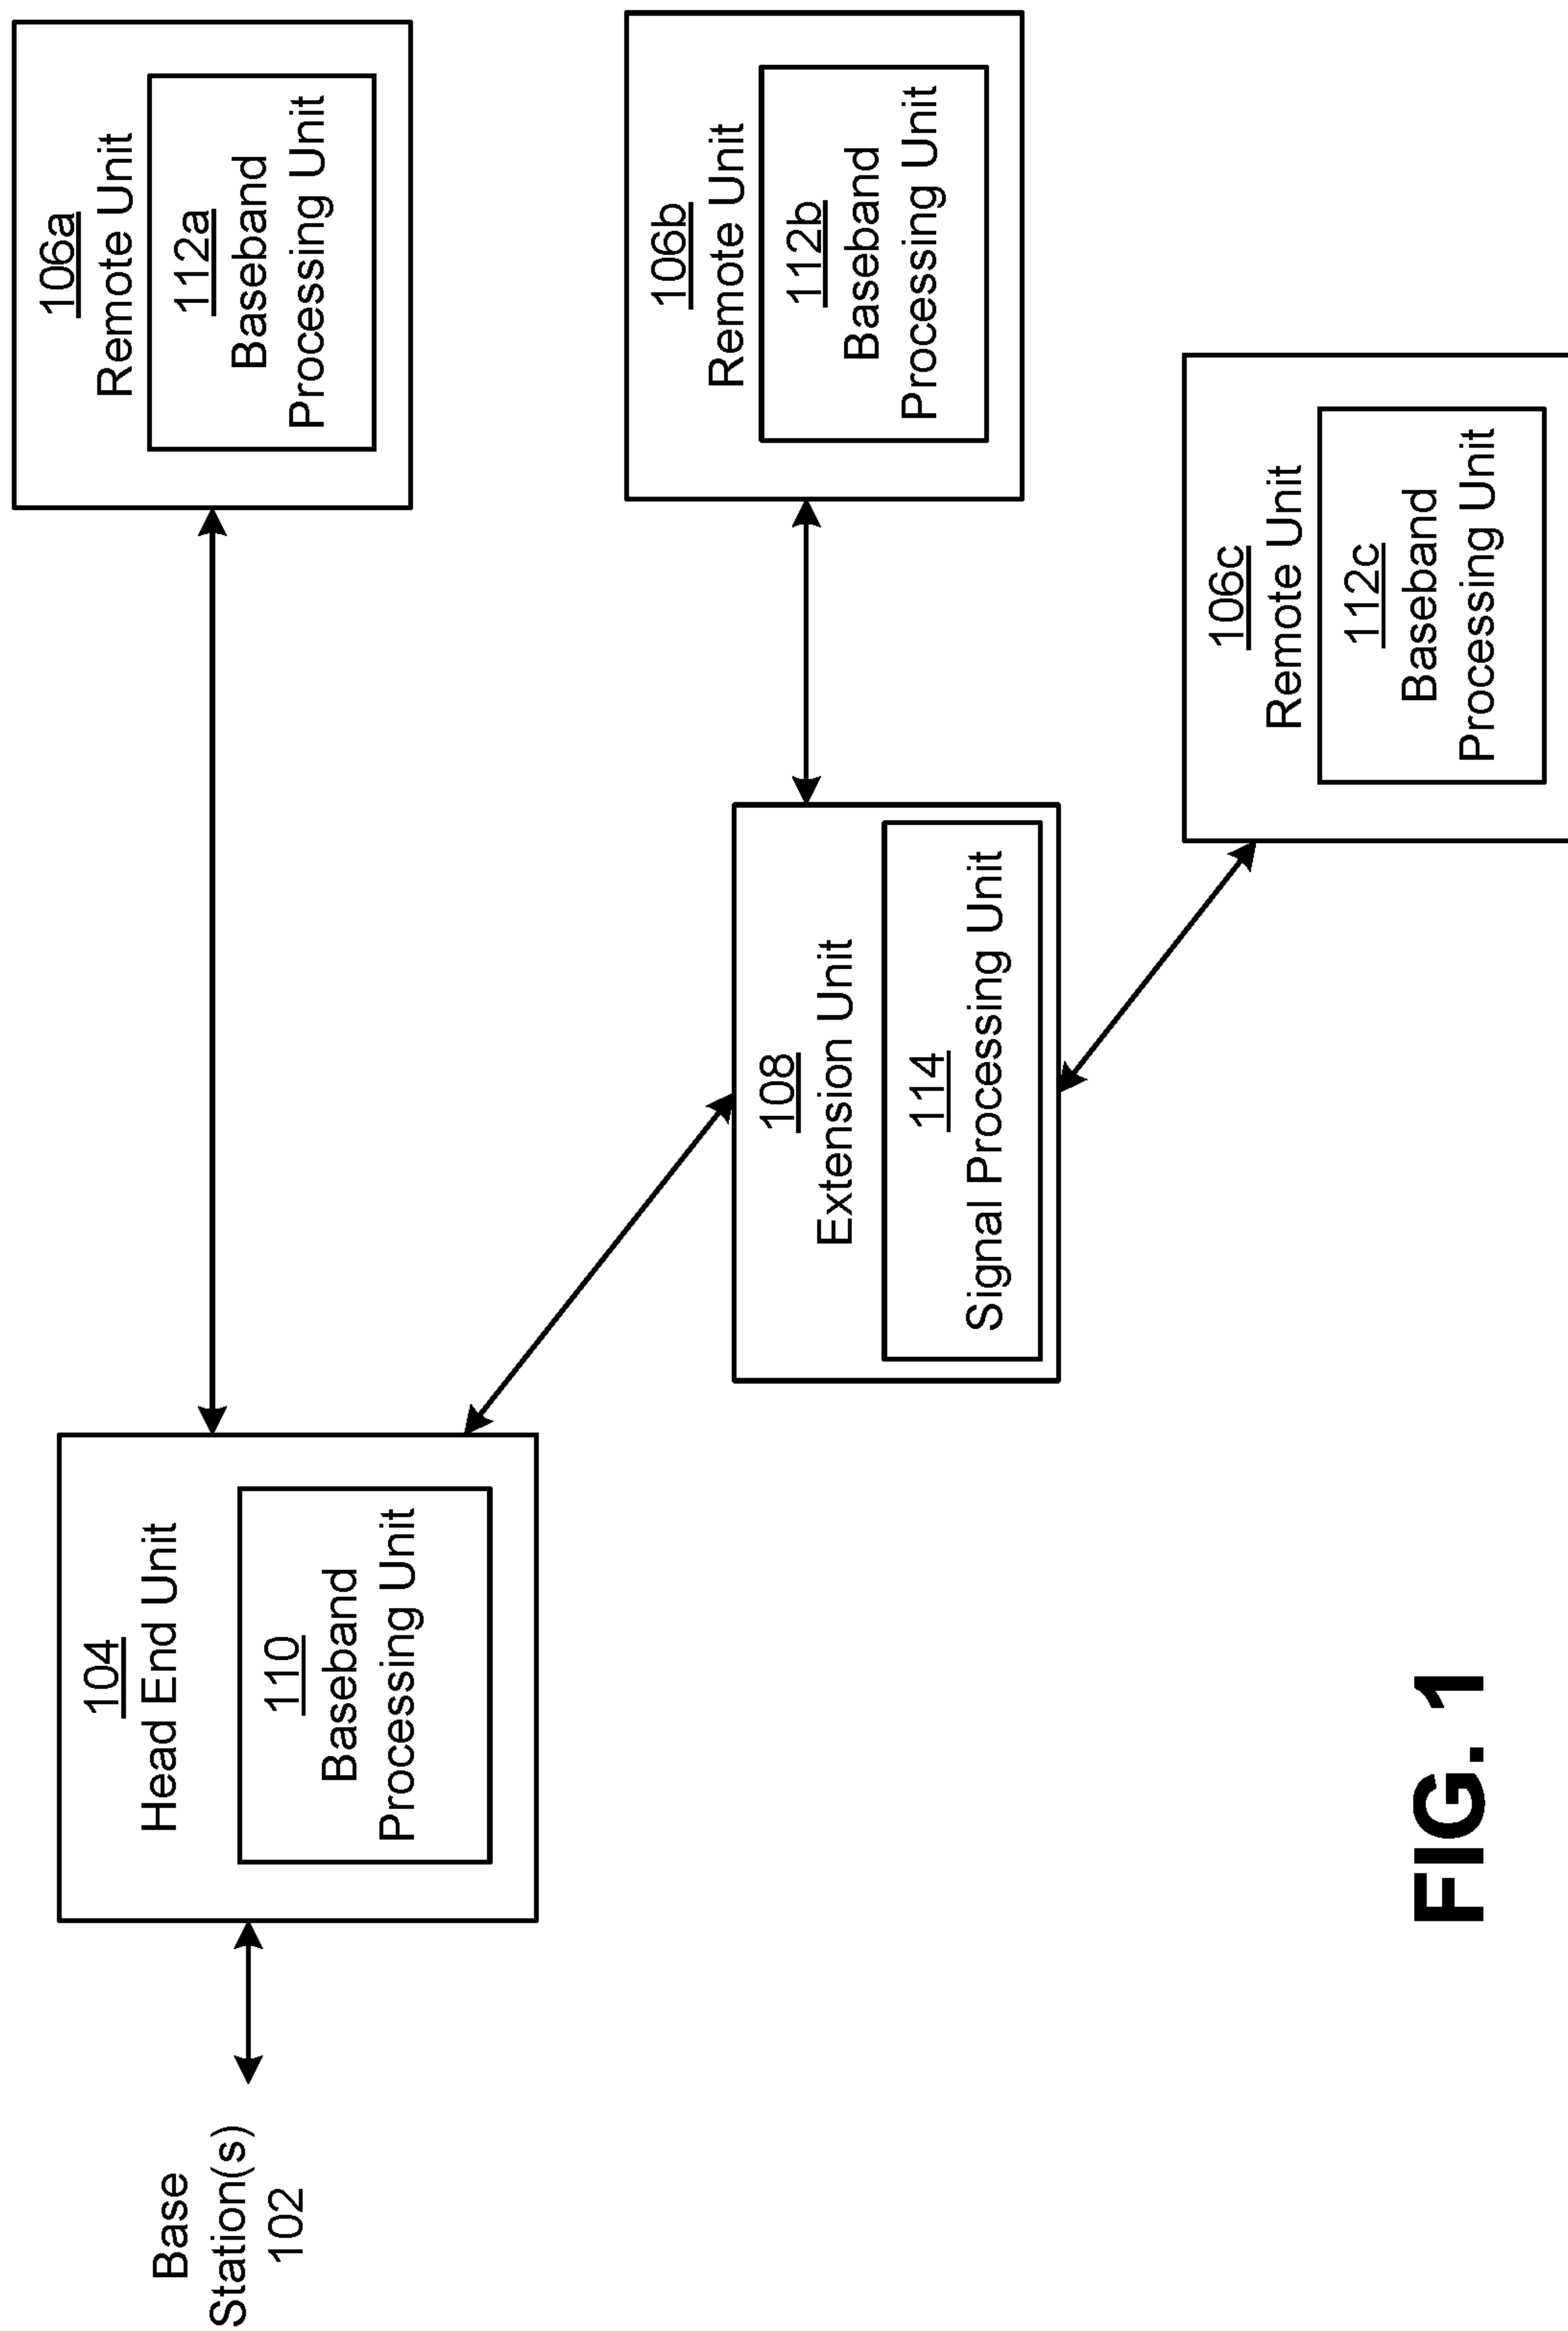 Base
Station(s)
102
104
Head End Unit
110
Baseband
Processing Unit
108
Extension Unit
114
Signal Processing Unit
106a
Remote Unit
112a
Baseband
Processing Unit
106b
Remote Unit
112b
Baseband
Processing Unit
106c
Remote Unit
112c
Baseband
Processing Unit
FIG. 1